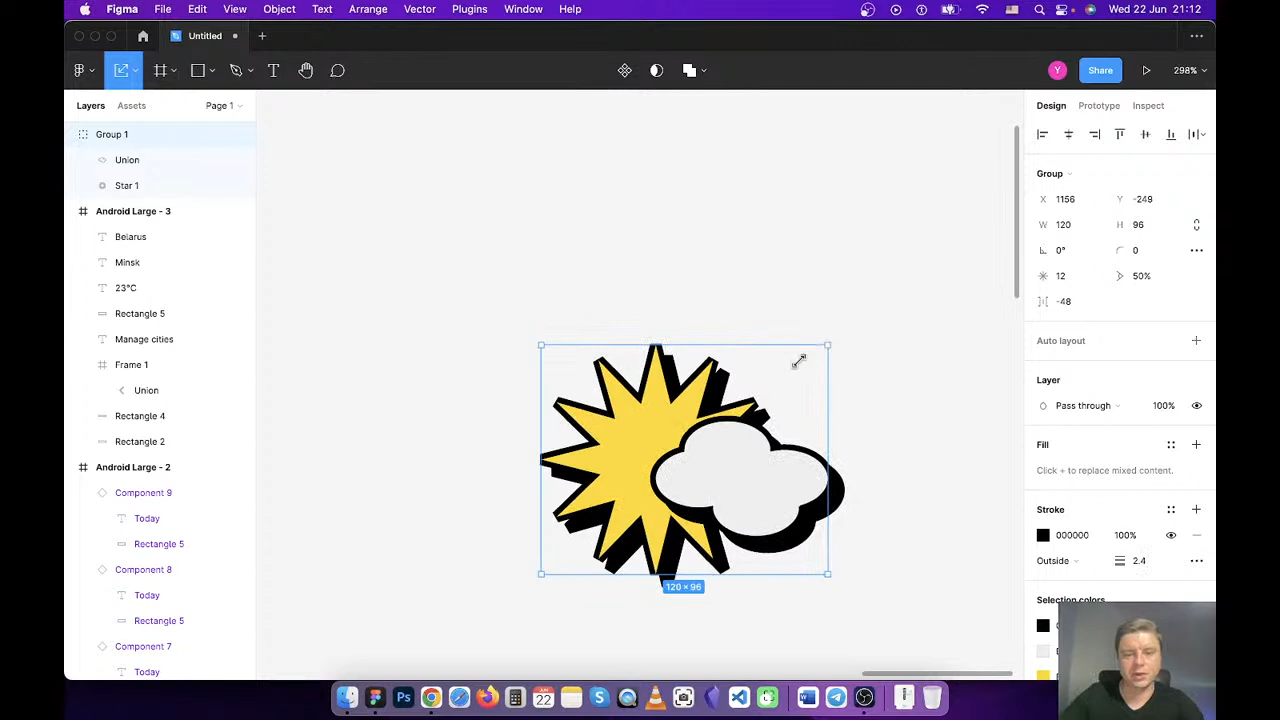 Figma File Edit View Object Text Arrange Vector Plugins Window Help Wed 22 Jun 21:12
Untitled
Y Share 298%
Layers Assets Page 1 Design Prototype Inspect
Group 1
Union
Star 1
Android Large - 3
Belarus
Minsk
23°C
Rectangle 5
Manage cities
Frame 1
Union
Rectangle 4
Rectangle 2
Android Large - 2
Component 9
Today
Rectangle 5
Component 8
Today
Rectangle 5
Component 7
Today
120 × 96
Group
X 1156 Y -249
W 120 H 96
0° 0
12 50%
-48
Auto layout
Layer
Pass through 100%
Fill
Click + to replace mixed content.
Stroke
000000 100%
Outside 2.4
Selection colors
JUN
22